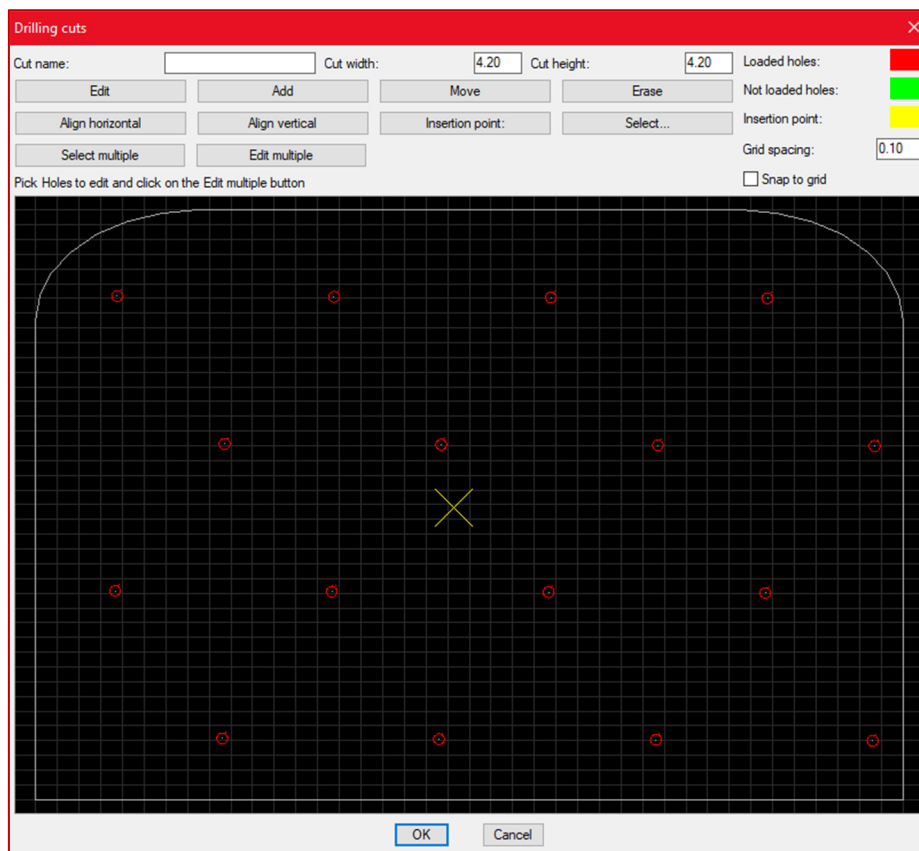 Drilling cuts
Cut name: Cut width: 4.20 Cut height: 4.20 Loaded holes:
Edit Add Move Erase Not loaded holes:
Align horizontal Align vertical Insertion point: Select... Insertion point:
Select multiple Edit multiple Grid spacing: 0.10
Pick Holes to edit and click on the Edit multiple button Snap to grid
OK Cancel